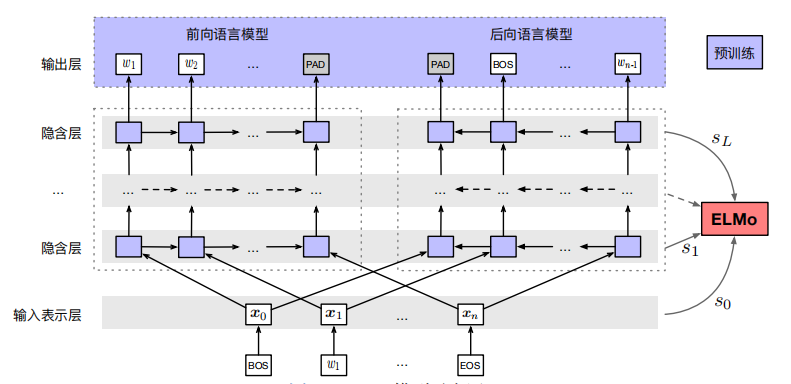 前向语言模型 后向语言模型
输出层 w1 w2 ... PAD PAD BOS ... wn-1 预训练
隐含层 ... ... sL
... ... ... ... ... ... ... ... ...
ELMo
隐含层 ... ... s1
s0
输入表示层 x0 x1 ... xn
BOS w1 ... EOS